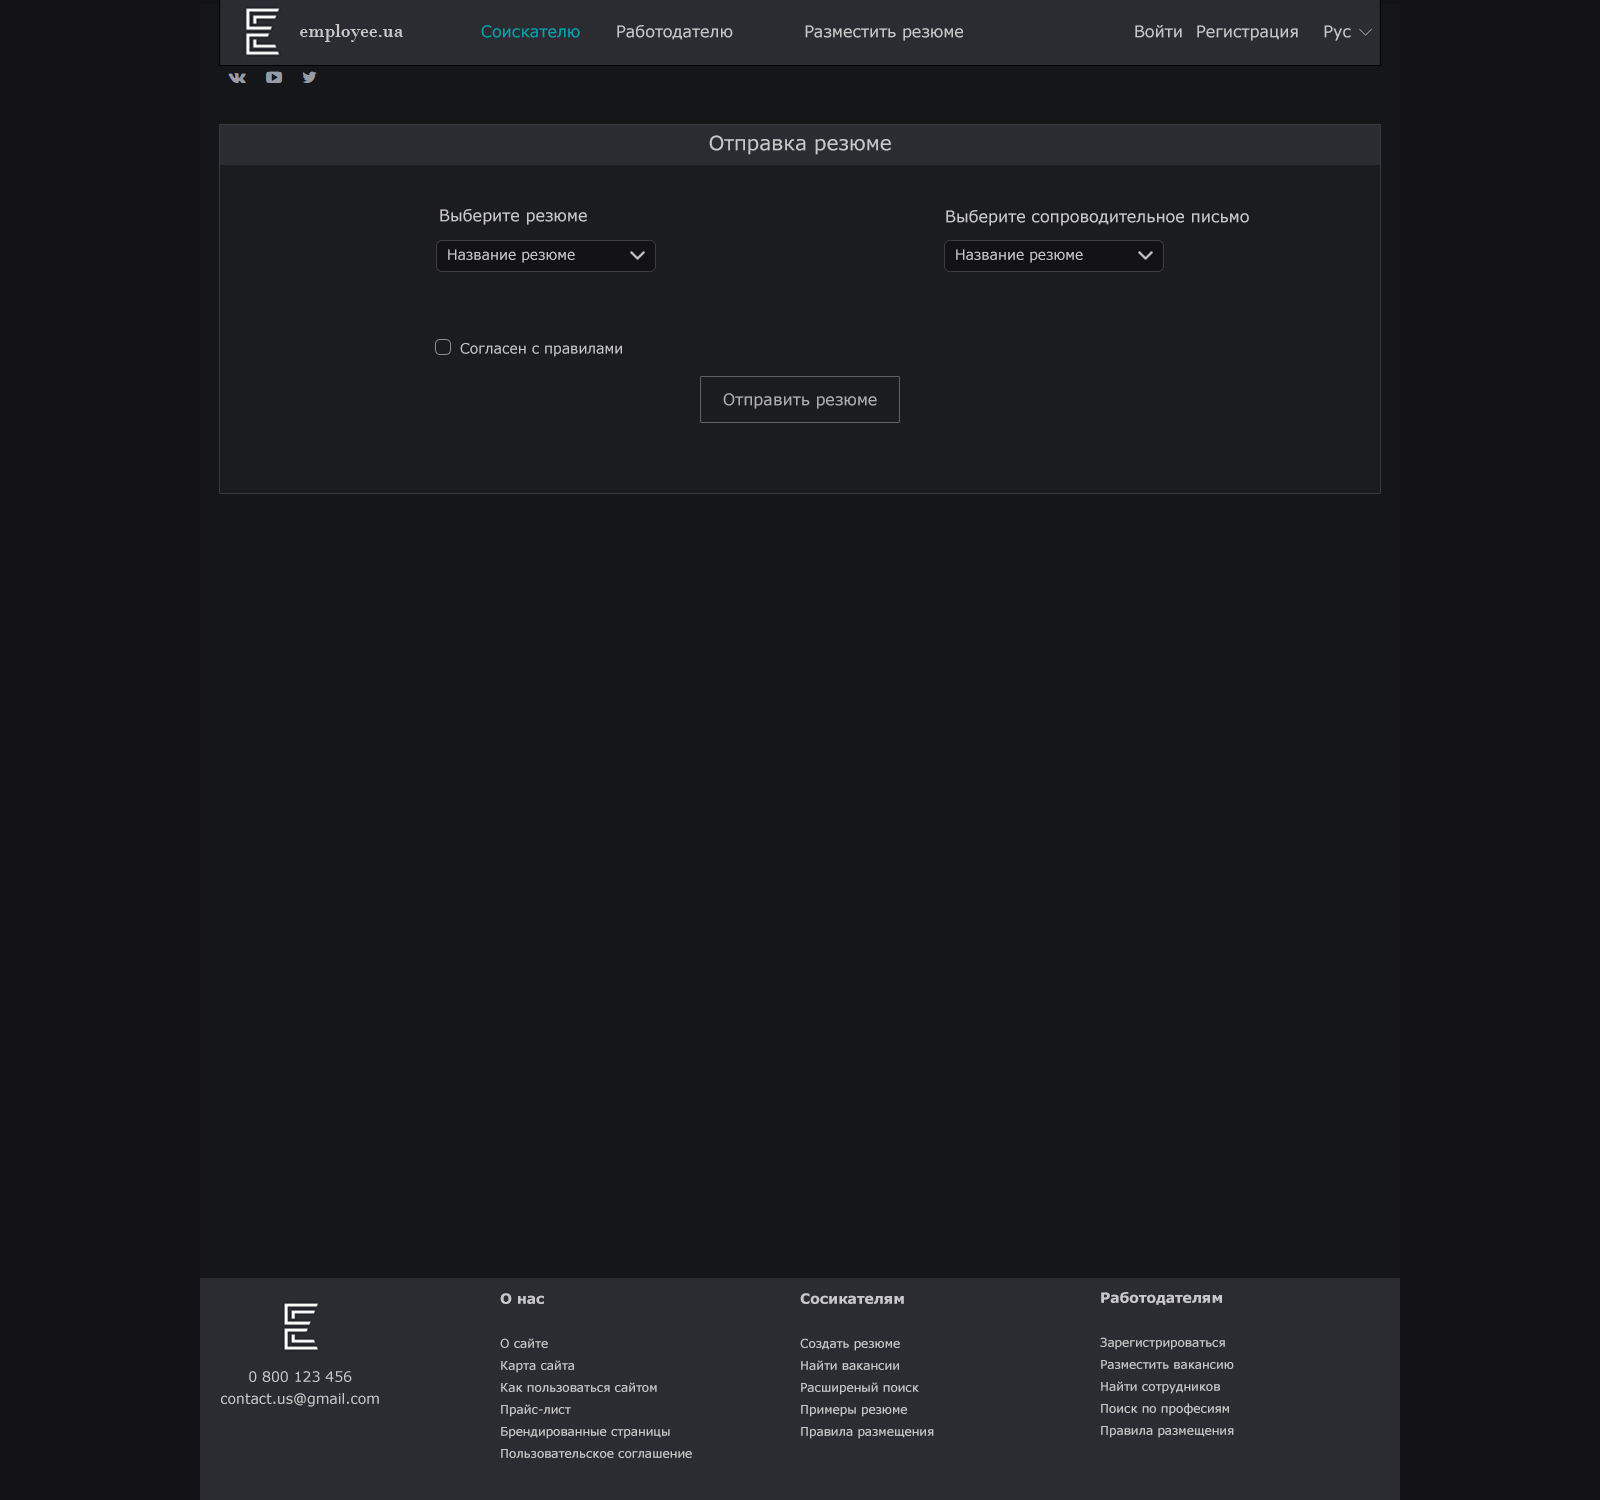 employee.ua
Соискателю
Работодателю
Разместить резюме
Войти
Регистрация
Рус
Отправка резюме
Выберите резюме
Название резюме
Выберите сопроводительное письмо
Название резюме
Согласен с правилами
Отправить резюме
0 800 123 456
contact.us@gmail.com
О нас
О сайте
Карта сайта
Как пользоваться сайтом
Прайс-лист
Брендированные страницы
Пользовательское соглашение
Сосикателям
Создать резюме
Найти вакансии
Расширеный поиск
Примеры резюме
Правила размещения
Работодателям
Зарегистрироваться
Разместить вакансию
Найти сотрудников
Поиск по професиям
Правила размещения